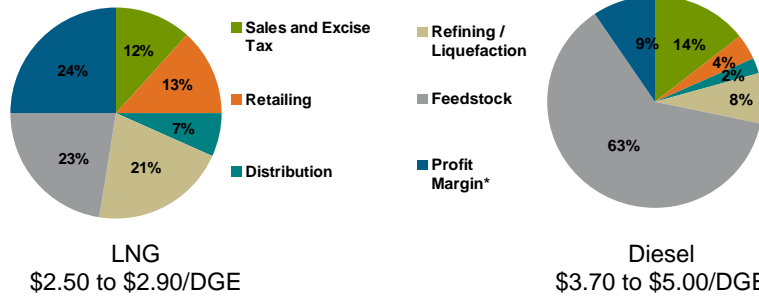 12%
13%
7%
21%
23%
24%
Sales and Excise
Tax
Retailing
Distribution
Refining /
Liquefaction
Feedstock
Profit
Margin*
14%
4%
2%
8%
63%
9%
LNG
$2.50 to $2.90/DGE
Diesel
$3.70 to $5.00/DGE